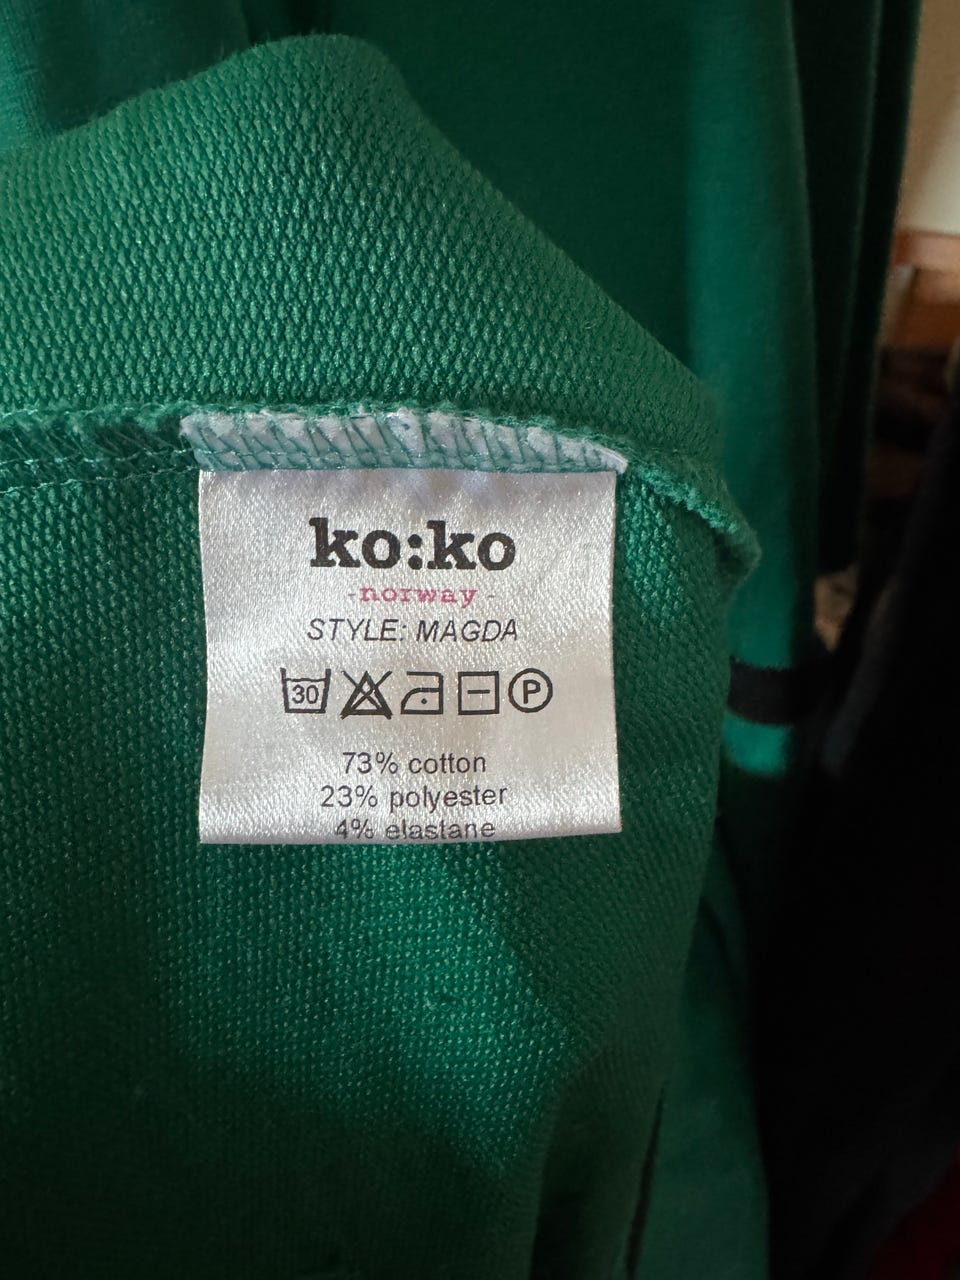 ko:ko
-norway-
STYLE: MAGDA
30 P
73% cotton
23% polyester
4% elastane